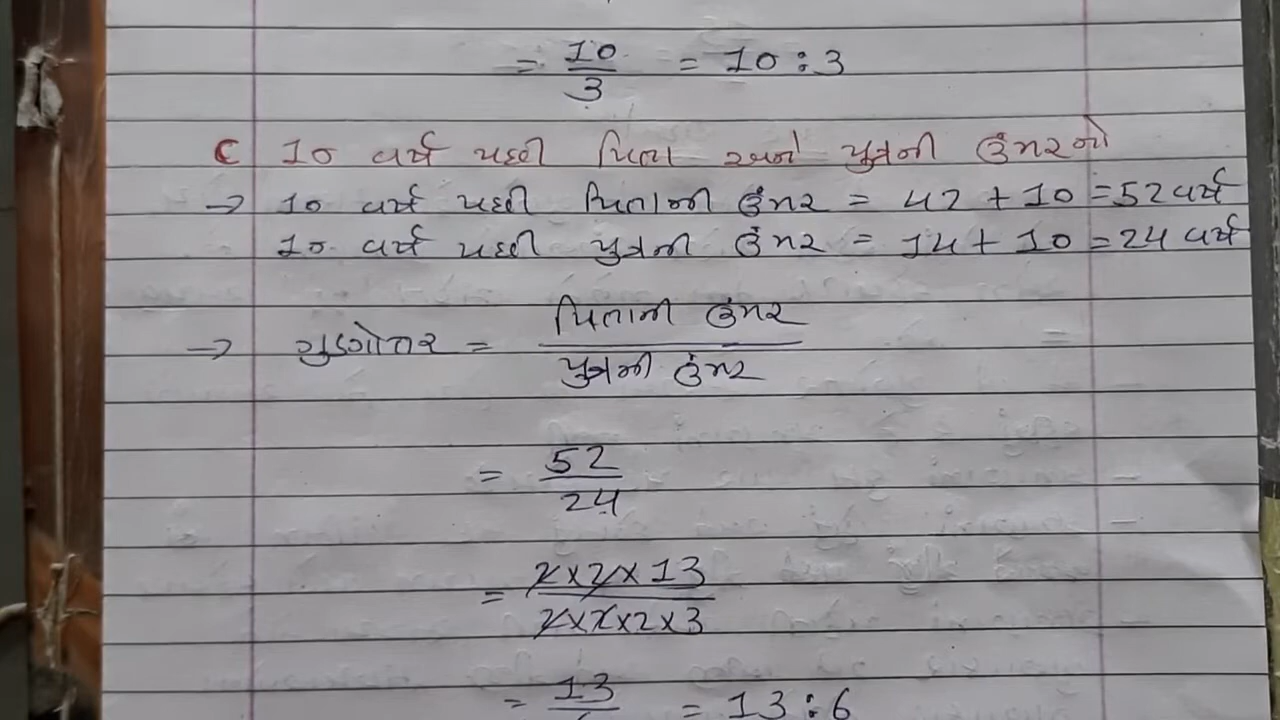 = 10/3 = 10:3
C 10 વર્ષ પછી પિતા અને પુત્રની ઉંમરનો
→ 10 વર્ષ પછી પિતાની ઉંમર = 42 + 10 = 52 વર્ષ
10 વર્ષ પછી પુત્રની ઉંમર = 14 + 10 = 24 વર્ષ
→ ગુણોત્તર = પિતાની ઉંમર / પુત્રની ઉંમર
= 52/24
= 2×2×13 / 2×2×2×3
= 13/6 = 13:6